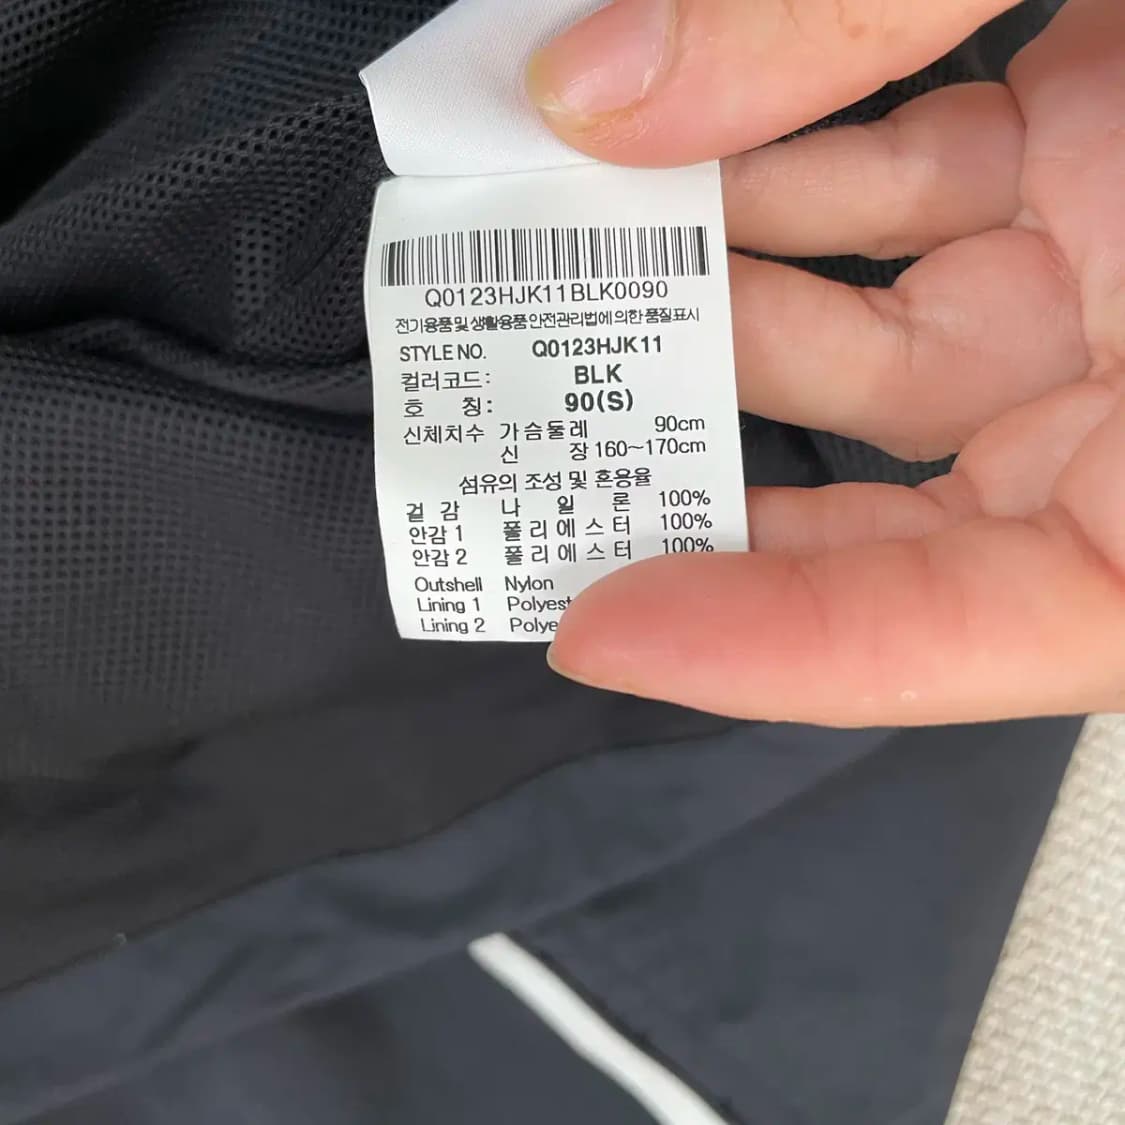 Q0123HJK11BLK0090
전기용품 및 생활용품 안전관리법에 의한 품질표시
STYLE NO. Q0123HJK11
컬러코드: BLK
호 칭: 90(S)
신체치수 가슴둘레 90cm
신 장 160~170cm
섬유의 조성 및 혼용율
겉 감 나 일 론 100%
안감 1 폴리에스터 100%
안감 2 폴리에스터 100%
Outshell Nylon
Lining 1
Lining 2